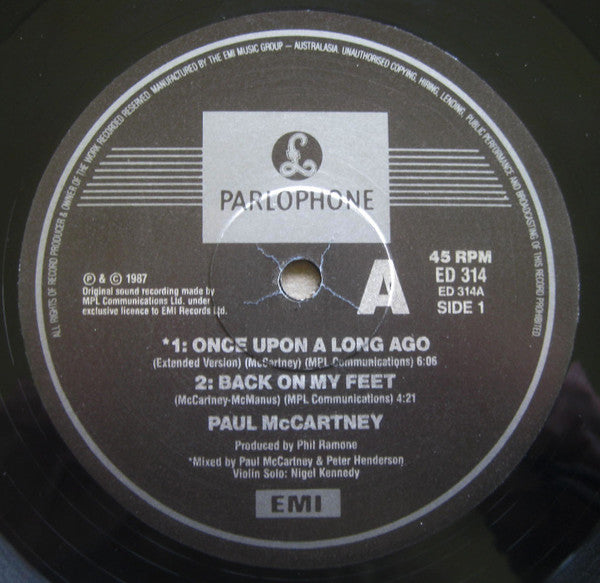 ALL RIGHTS OF RECORD PRODUCER & OWNER OF THE WORK RECORDED RESERVED. MANUFACTURED BY THE EMI MUSIC GROUP – AUSTRALASIA. UNAUTHORISED COPYING, HIRING, LENDING, PUBLIC PERFORMANCE AND BROADCASTING OF THIS RECORD PROHIBITED
£
PARLOPHONE
℗ & © 1987
Original sound recording made by
MPL Communications Ltd. under
exclusive licence to EMI Records Ltd.
A
45 RPM
ED 314
ED 314A
SIDE 1
*1: ONCE UPON A LONG AGO
(Extended Version) (McCartney) (MPL Communications) 6:06
2: BACK ON MY FEET
(McCartney-McManus) (MPL Communications) 4:21
PAUL McCARTNEY
Produced by Phil Ramone
*Mixed by Paul McCartney & Peter Henderson
Violin Solo: Nigel Kennedy
EMI